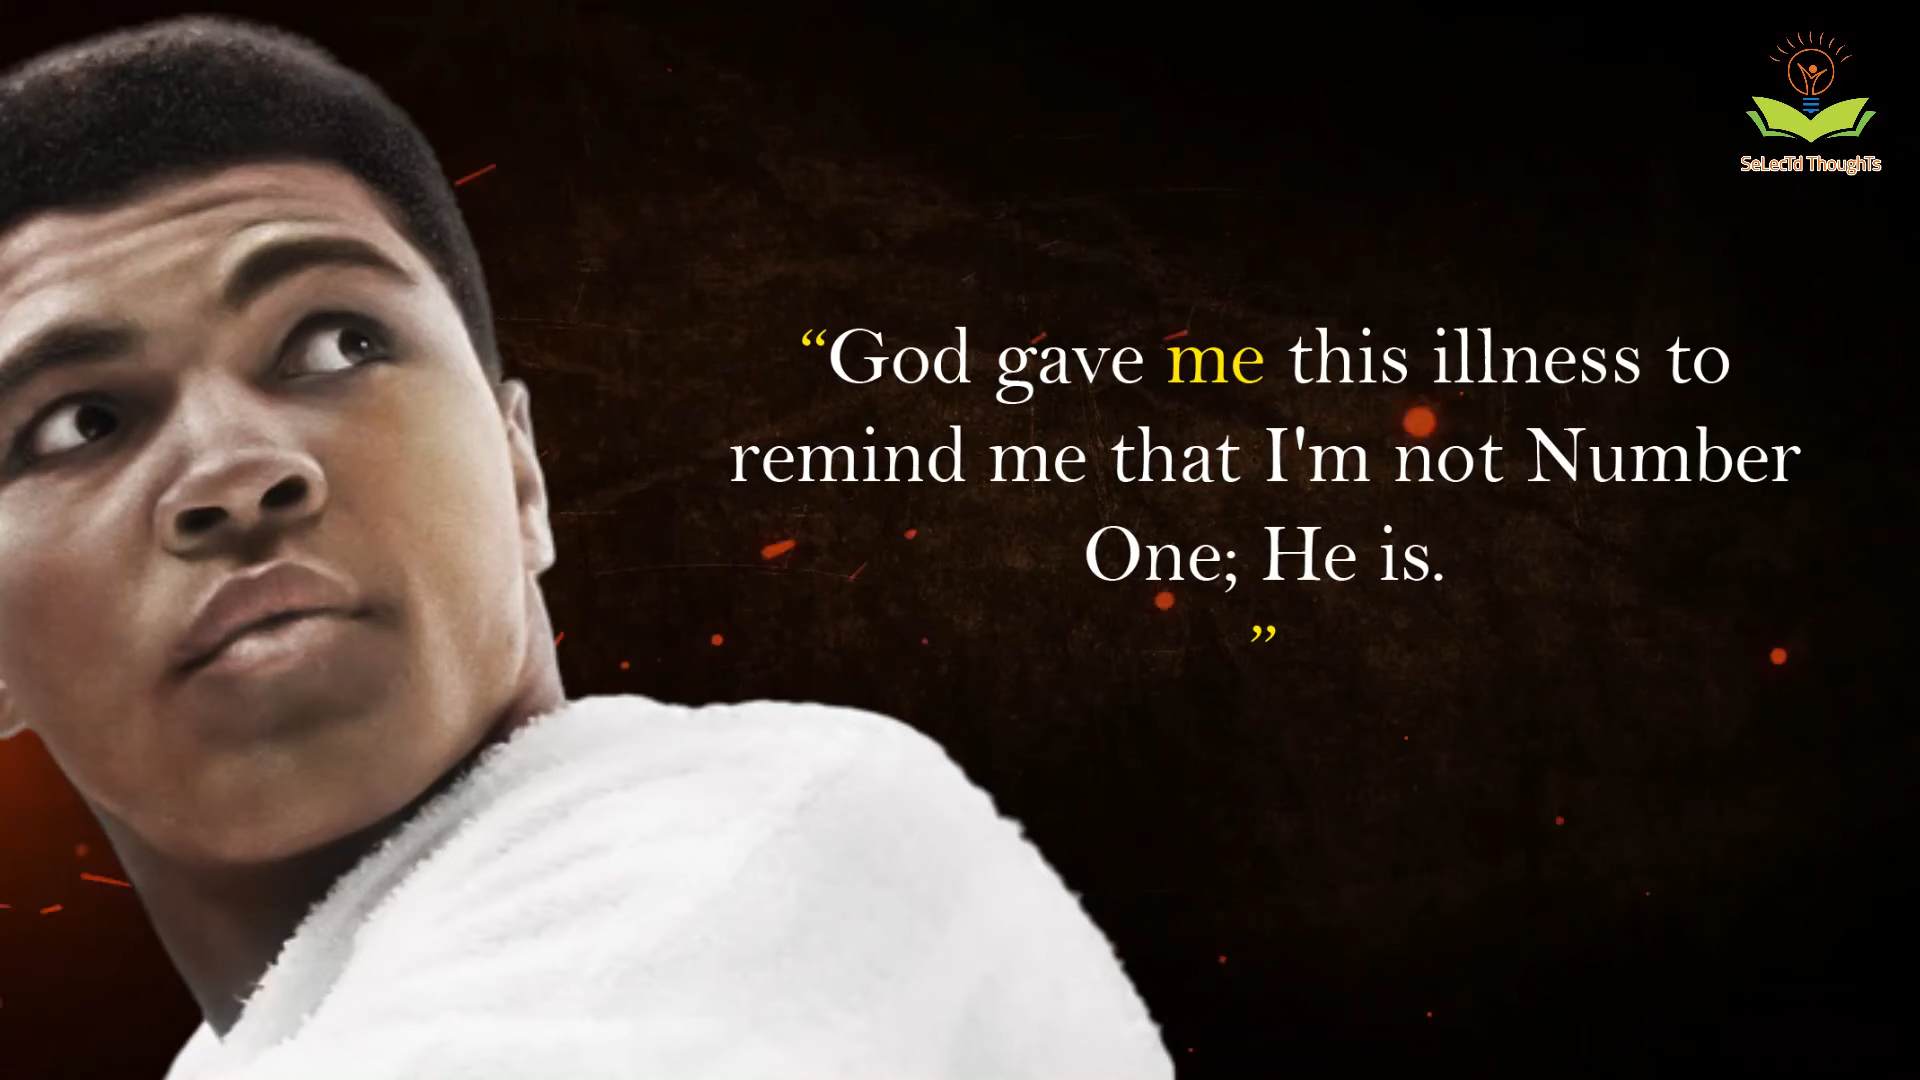 SeLecTd ThoughTs
“God gave me this illness to
remind me that I'm not Number
One; He is.
”